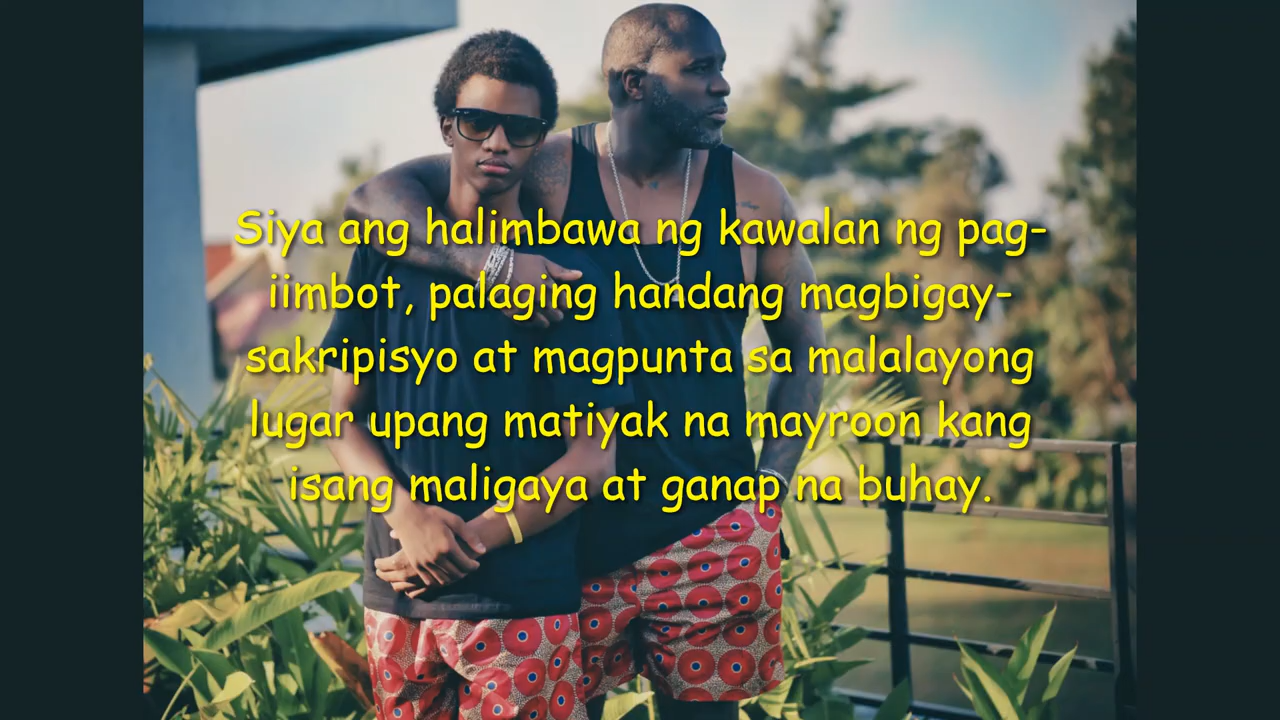 Siya ang halimbawa ng kawalan ng pag-
iimbot, palaging handang magbigay-
sakripisyo at magpunta sa malalayong
lugar upang matiyak na mayroon kang
isang maligaya at ganap na buhay.